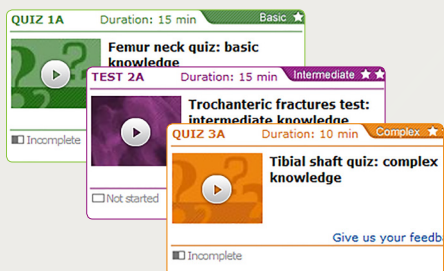 QUIZ 1A Duration: 15 min Basic
Femur neck quiz: basic
knowledge
Incomplete
TEST 2A Duration: 15 min Intermediate
Trochanteric fractures test:
intermediate knowledge
Not started
QUIZ 3A Duration: 10 min Complex
Tibial shaft quiz: complex
knowledge
Give us your feedb
Incomplete